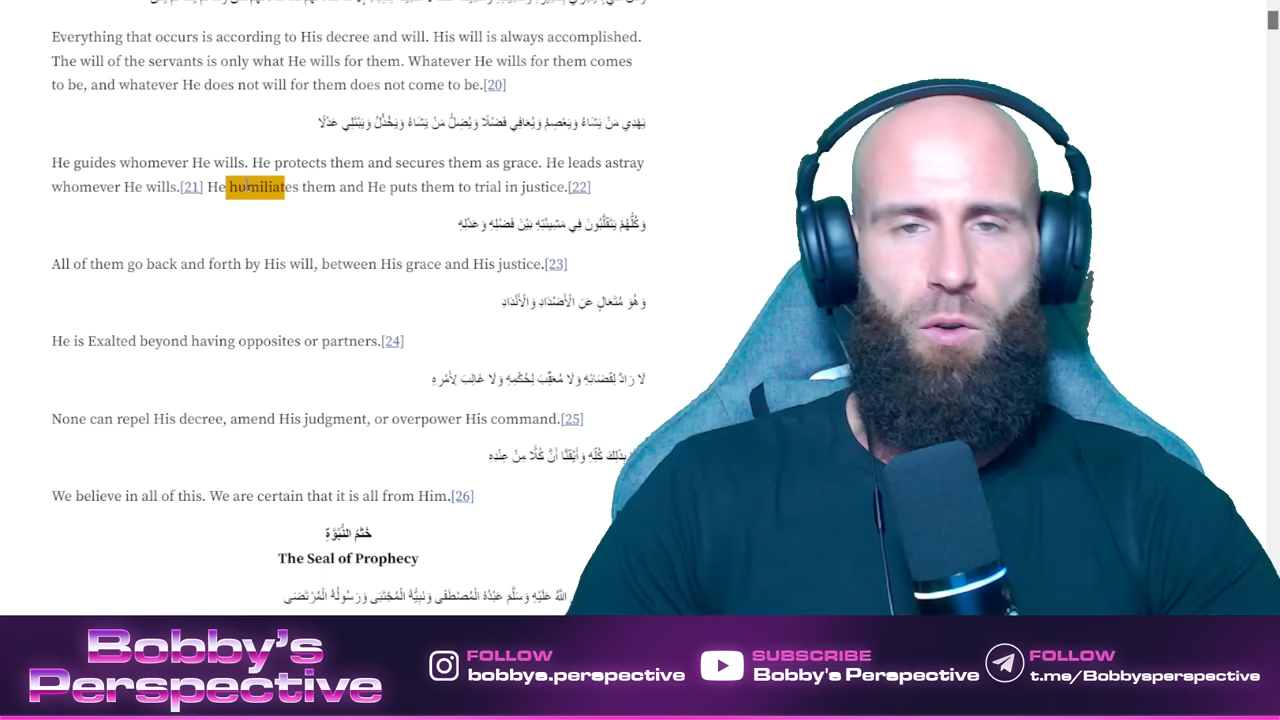 Everything that occurs is according to His decree and will. His will is always accomplished.
The will of the servants is only what He wills for them. Whatever He wills for them comes
to be, and whatever He does not will for them does not come to be.[20]
يَهْدِي مَنْ يَشَاءُ وَيَعْصِمُ وَيُعَافِي فَضْلًا وَيُضِلُّ مَنْ يَشَاءُ وَيَخْذُلُ وَيَبْتَلِي عَدْلًا
He guides whomever He wills. He protects them and secures them as grace. He leads astray
whomever He wills.[21] He humiliates them and He puts them to trial in justice.[22]
وَكُلُّهُمْ يَتَقَلَّبُونَ فِي مَشِيئَتِهِ بَيْنَ فَضْلِهِ وَعَدْلِهِ
All of them go back and forth by His will, between His grace and His justice.[23]
وَهُوَ مُتَعَالٍ عَنِ الْأَضْدَادِ وَالْأَنْدَادِ
He is Exalted beyond having opposites or partners.[24]
لَا رَادَّ لِقَضَائِهِ وَلَا مُعَقِّبَ لِحُكْمِهِ وَلَا غَالِبَ لِأَمْرِهِ
None can repel His decree, amend His judgment, or overpower His command.[25]
بِذَلِكَ كُلِّهِ وَأَيْقَنَّا أَنَّ كُلًّا مِنْ عِنْدِهِ
We believe in all of this. We are certain that it is all from Him.[26]
خَتْمُ النُّبُوَّةِ
The Seal of Prophecy
اللَّهُ عَلَيْهِ وَسَلَّمَ عَبْدُهُ الْمُصْطَفَى وَنَبِيُّهُ الْمُجْتَبَى وَرَسُولُهُ الْمُرْتَضَى
Bobby's
Perspective
FOLLOW
bobbys.perspective
SUBSCRIBE
Bobby's Perspective
FOLLOW
t.me/Bobbysperspective